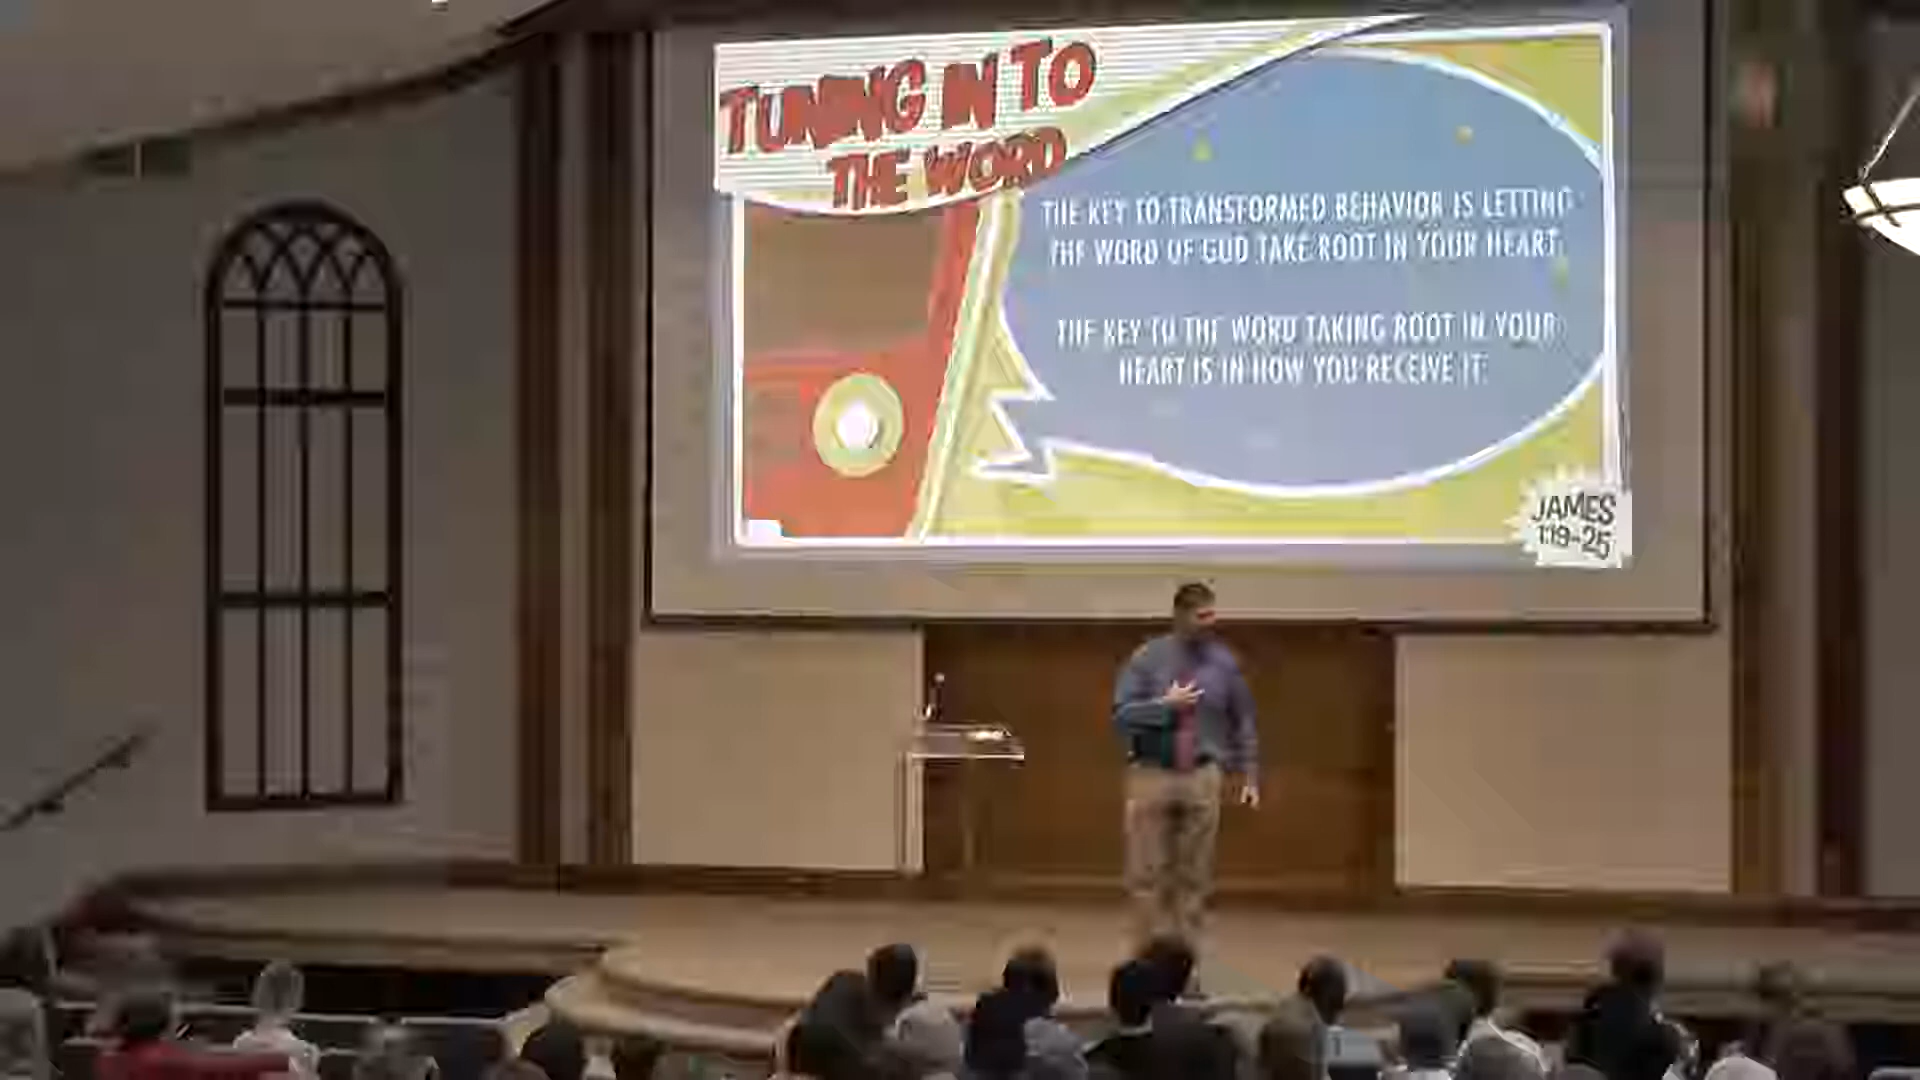 TUNING IN TO
THE WORD
THE KEY TO TRANSFORMED BEHAVIOR IS LETTING
THE WORD OF GOD TAKE ROOT IN YOUR HEART.
THE KEY TO THE WORD TAKING ROOT IN YOUR
HEART IS IN HOW YOU RECEIVE IT.
JAMES
1:19-25